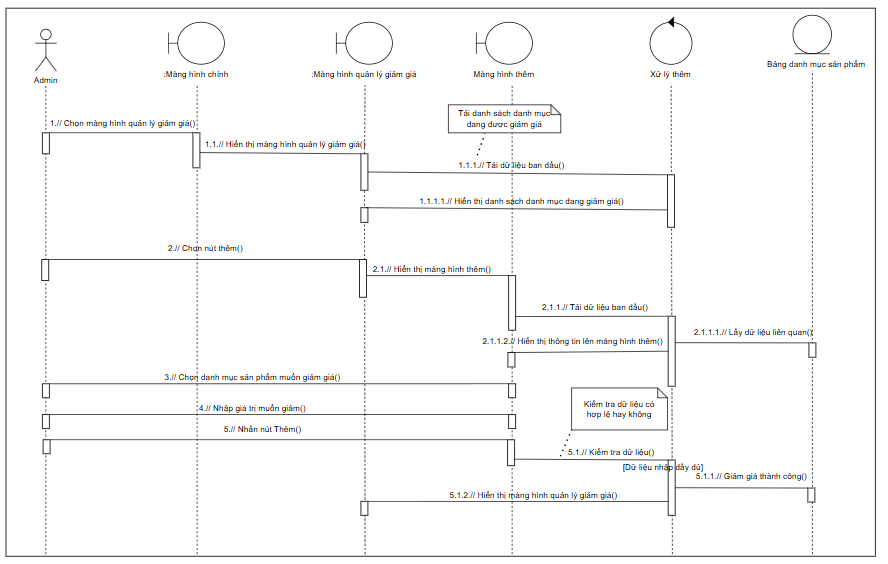 Admin
:Màng hình chính
:Màng hình quản lý giảm giá
Màng hình thêm
Xử lý thêm
Bảng danh mục sản phẩm
Tải danh sách danh mục
đang được giảm giá
1.// Chọn màng hình quản lý giảm giá()
1.1.// Hiển thị màng hình quản lý giảm giá()
1.1.1.// Tải dữ liệu ban đầu()
1.1.1.1.// Hiển thị danh sách danh mục đang giảm giá()
2.// Chọn nút thêm()
2.1.// Hiển thị màng hình thêm()
2.1.1.// Tải dữ liệu ban đầu()
2.1.1.1.// Lấy dữ liệu liên quan()
2.1.1.2.// Hiển thị thông tin lên màng hình thêm()
3.// Chọn danh mục sản phẩm muốn giảm giá()
Kiểm tra dữ liệu có
hợp lệ hay không
4.// Nhập giá trị muốn giảm()
5.// Nhấn nút Thêm()
5.1.// Kiểm tra dữ liệu()
[Dữ liệu nhập đầy đủ]
5.1.1.// Giảm giá thành công()
5.1.2.// Hiển thị màng hình quản lý giảm giá()